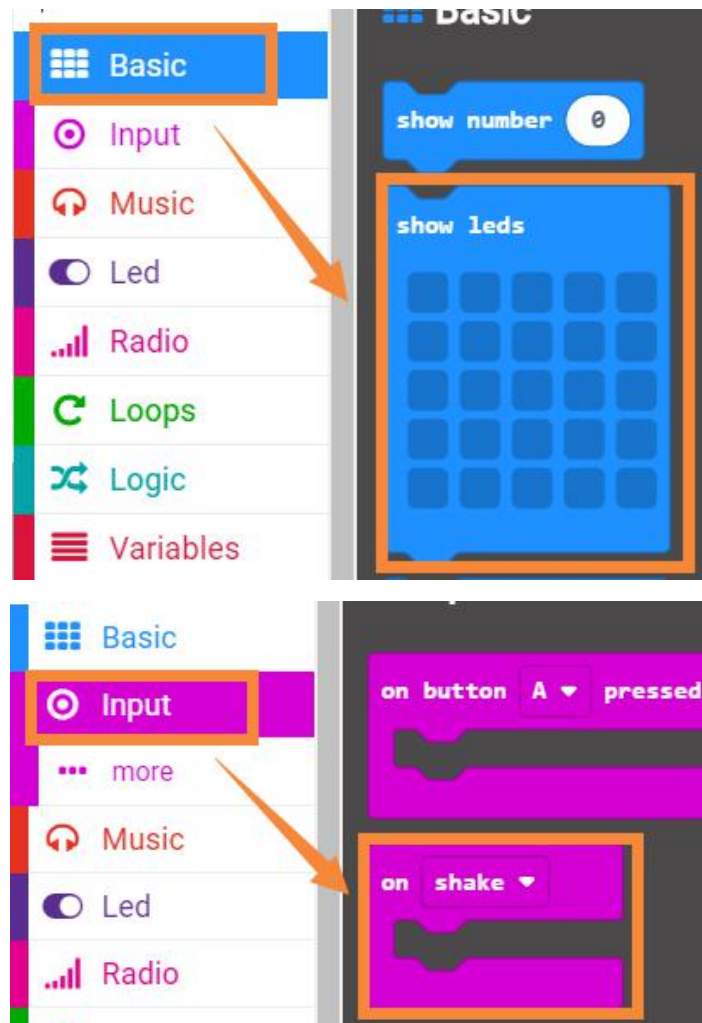 Basic
Input
Music
Led
Radio
Loops
Logic
Variables
Basic
show number 0
show leds
Basic
Input
more
Music
Led
Radio
on button A pressed
on shake